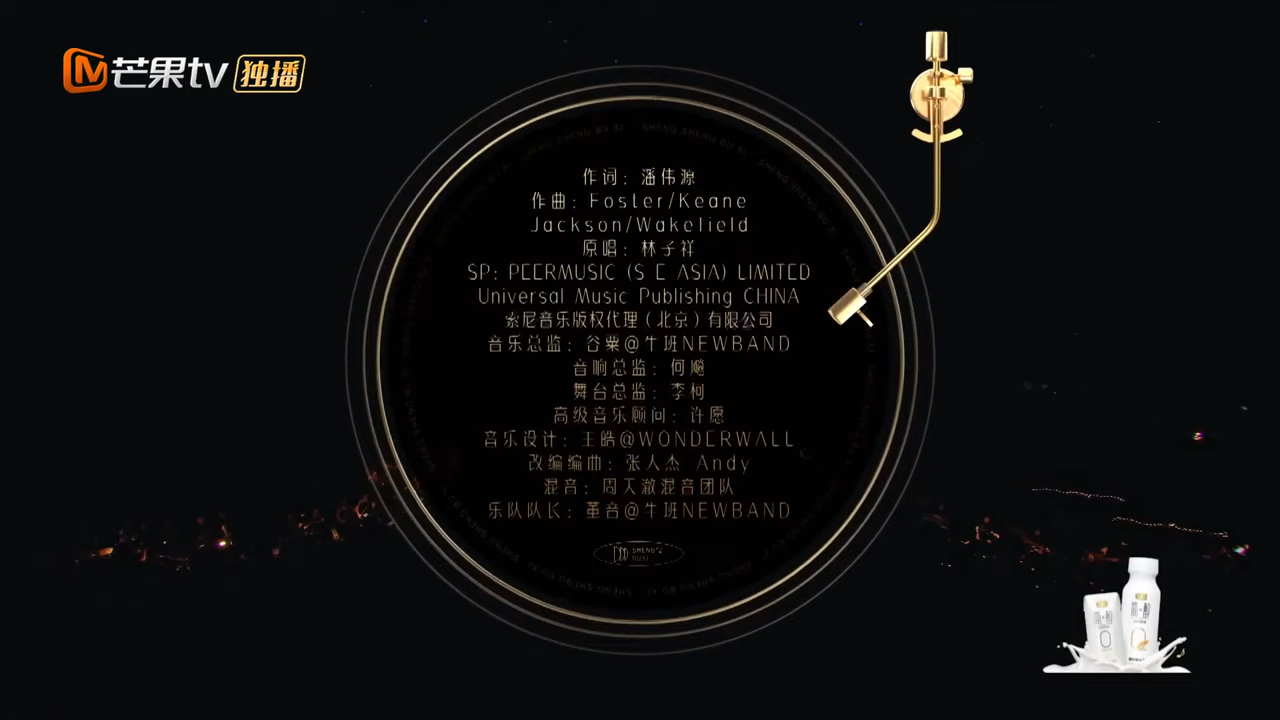 芒果tv 独播
作词：潘伟源
作曲：Foster/Keane
Jackson/Wakefield
原唱：林子祥
SP: PEERMUSIC (S E ASIA) LIMITED
Universal Music Publishing CHINA
索尼音乐版权代理（北京）有限公司
音乐总监：谷粟@牛班NEWBAND
音响总监：何飚
舞台总监：李柯
高级音乐顾问：许愿
音乐设计：王皓@WONDERWALL
改编编曲：张人杰 Andy
混音：周天澈混音团队
乐队队长：董音@牛班NEWBAND
SHENG
BU XI